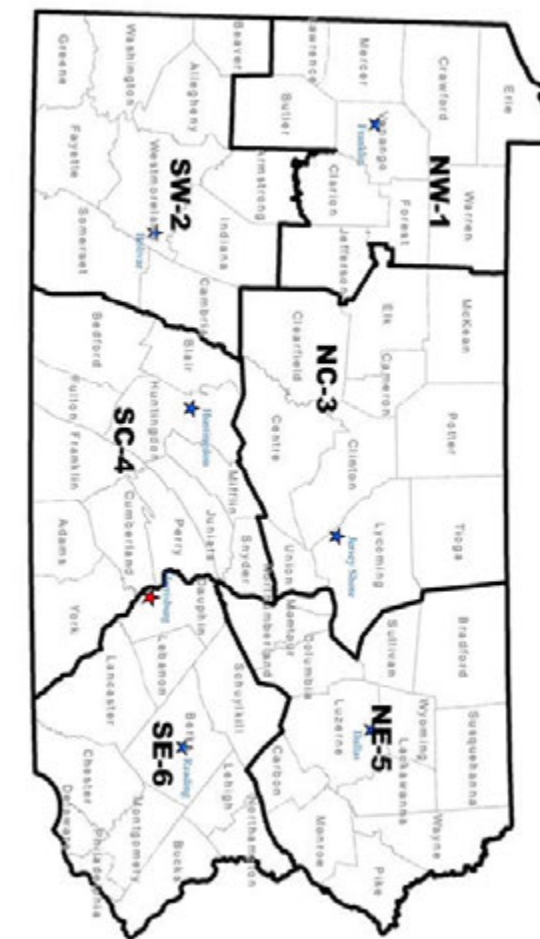 Erie
Crawford
Warren
McKean
Potter
Tioga
Bradford
Susquehanna
Mercer
Venango
Franklin
Forest
NW-1
Elk
Cameron
Clinton
Lycoming
Jersey Shore
Sullivan
Wyoming
Lackawanna
Wayne
Pike
Lawrence
Butler
Clarion
Jefferson
NC-3
Clearfield
Centre
Union
Montour
Northumberland
Columbia
Luzerne
Dallas
NE-5
Carbon
Monroe
Beaver
Allegheny
Armstrong
Indiana
Cambria
Blair
Huntingdon
Huntingdon
Mifflin
Juniata
Snyder
Perry
Dauphin
Schuylkill
Lehigh
Northampton
Washington
Westmoreland
SW-2
Greene
Fayette
Somerset
Bedford
Fulton
Franklin
SC-4
Cumberland
Adams
York
Harrisburg
Lebanon
Lancaster
Berks
Reading
SE-6
Chester
Montgomery
Bucks
Delaware
Philadelphia